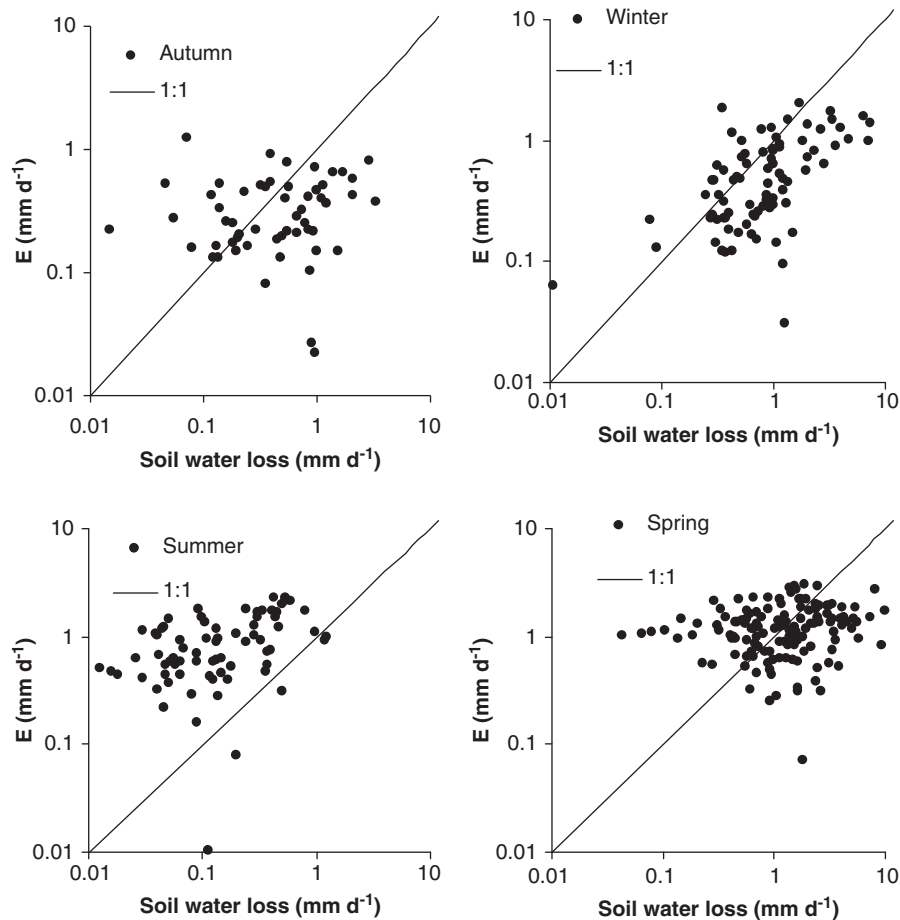 10
Autumn
1:1
1
E (mm d-1)
0.1
0.01
0.01 0.1 1 10
Soil water loss (mm d-1)
10
Winter
1:1
1
E (mm d-1)
0.1
0.01
0.01 0.1 1 10
Soil water loss (mm d-1)
10
Summer
1:1
1
E (mm d-1)
0.1
0.01
0.01 0.1 1 10
Soil water loss (mm d-1)
10
Spring
1:1
1
E (mm d-1)
0.1
0.01
0.01 0.1 1 10
Soil water loss (mm d-1)